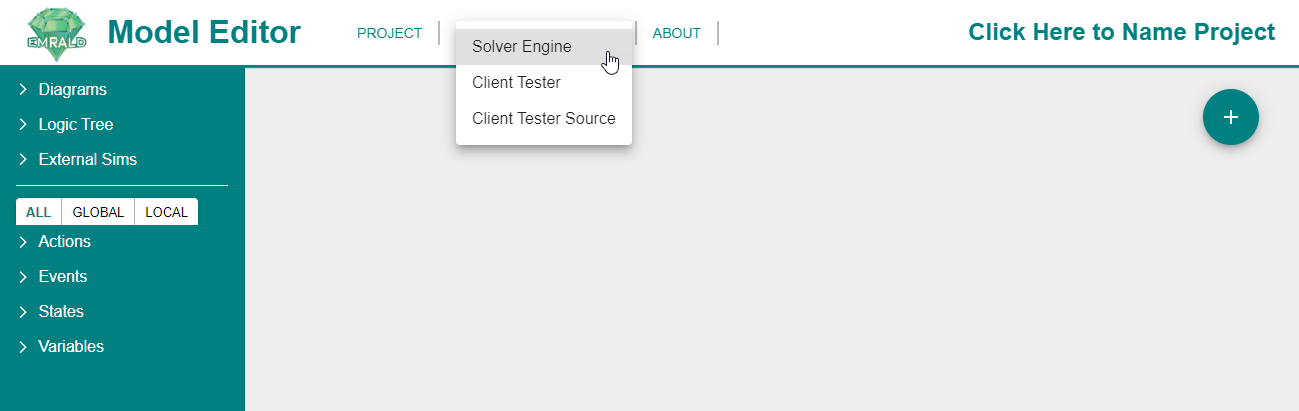 EMRALD
Model Editor
PROJECT
ABOUT
Click Here to Name Project
Solver Engine
Client Tester
Client Tester Source
Diagrams
Logic Tree
External Sims
ALL GLOBAL LOCAL
Actions
Events
States
Variables